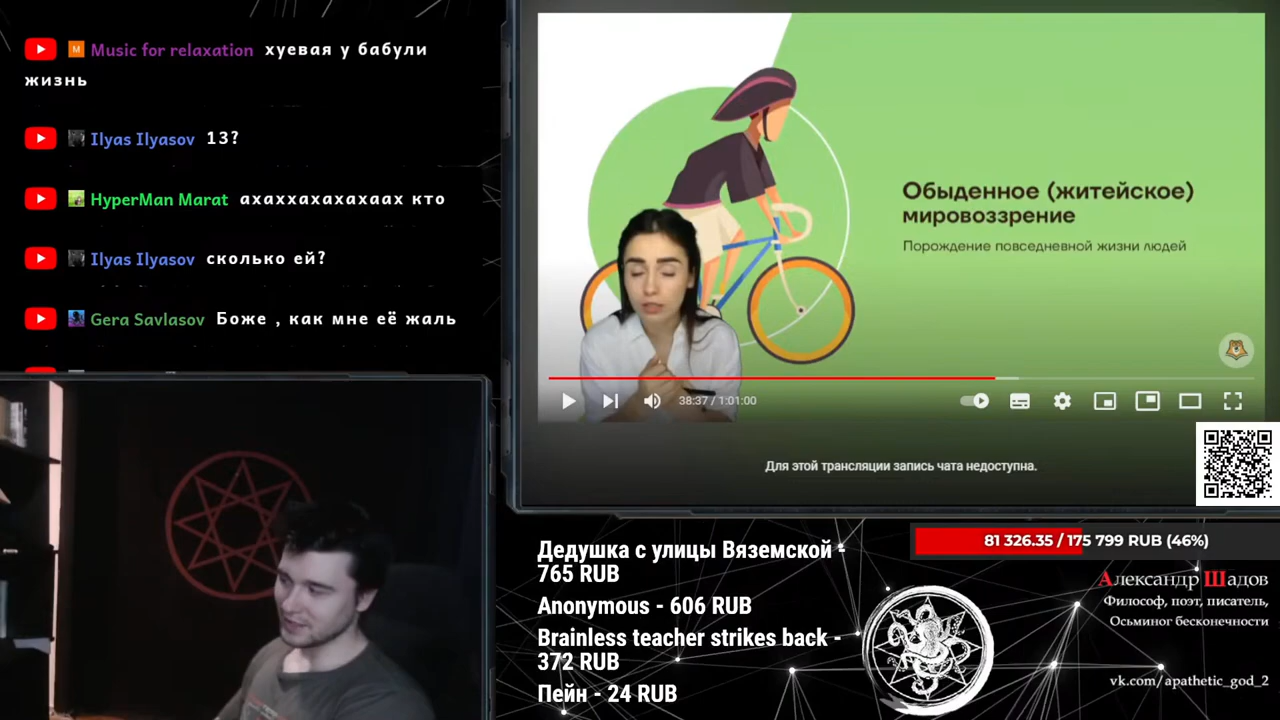 Music for relaxation хуевая у бабули
жизнь
Ilyas Ilyasov 13?
HyperMan Marat ахаххахахахаах кто
Ilyas Ilyasov сколько ей?
Gera Savlasov Боже , как мне её жаль
Обыденное (житейское)
мировоззрение
Порождение повседневной жизни людей
38:37 / 1:01:00
Для этой трансляции запись чата недоступна.
81 326.35 / 175 799 RUB (46%)
Дедушка с улицы Вяземской -
765 RUB
Anonymous - 606 RUB
Brainless teacher strikes back -
372 RUB
Пейн - 24 RUB
Александр Шадов
Философ, поэт, писатель,
Осьминог бесконечности
vk.com/apathetic_god_2